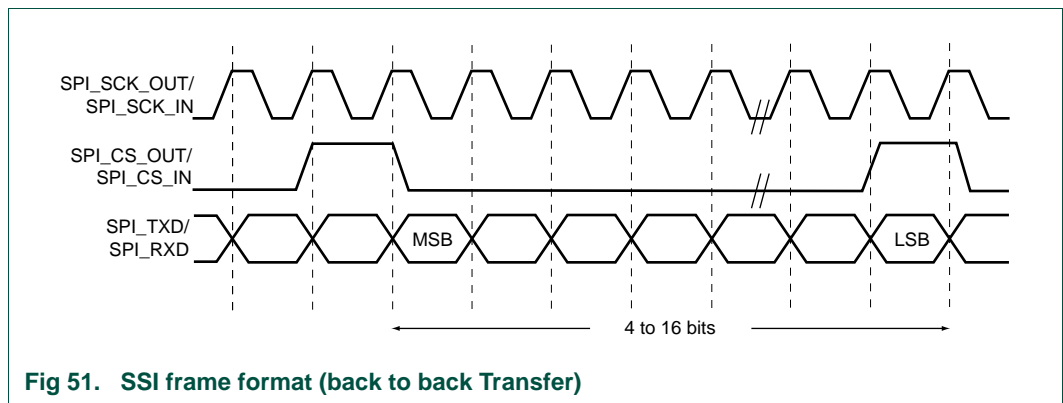 SPI_SCK_OUT/
SPI_SCK_IN
SPI_CS_OUT/
SPI_CS_IN
SPI_TXD/
SPI_RXD
MSB
LSB
4 to 16 bits
Fig 51. SSI frame format (back to back Transfer)